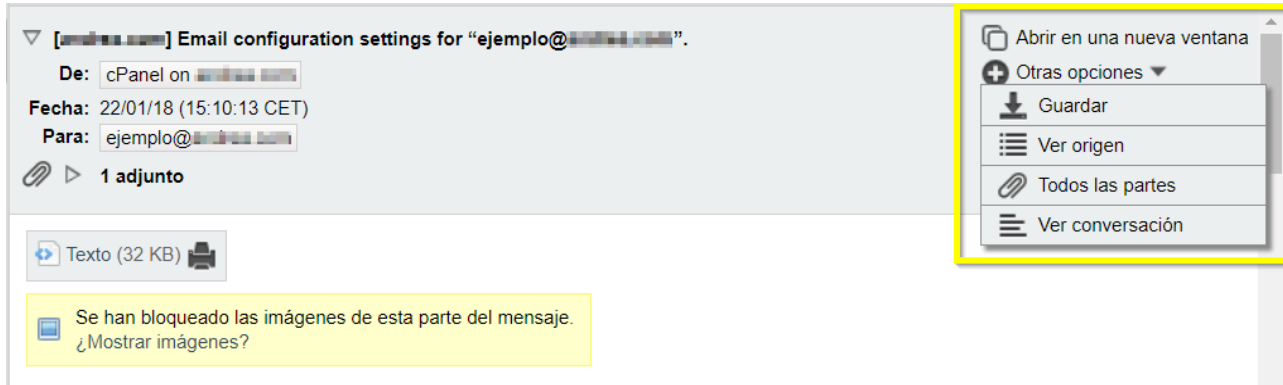 [] Email configuration settings for “ejemplo@”.
De: cPanel on
Fecha: 22/01/18 (15:10:13 CET)
Para: ejemplo@
1 adjunto
Abrir en una nueva ventana
Otras opciones
Guardar
Ver origen
Todos las partes
Ver conversación
Texto (32 KB)
Se han bloqueado las imágenes de esta parte del mensaje.
¿Mostrar imágenes?